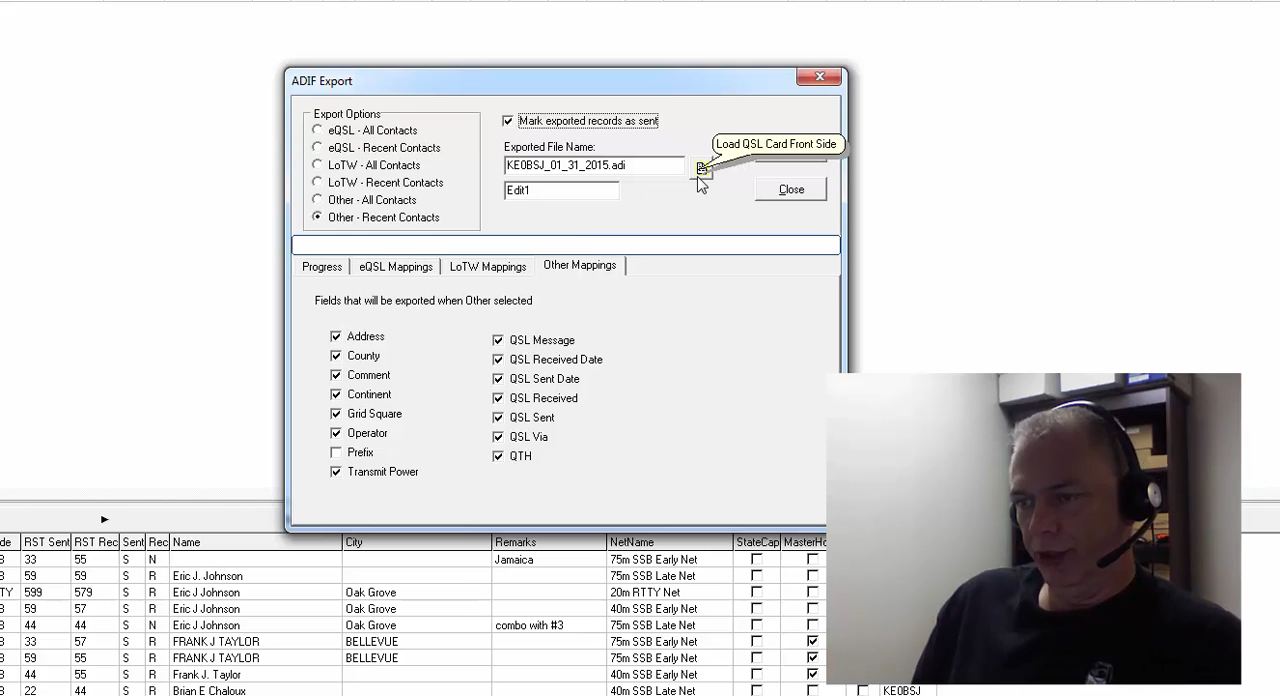 ADIF Export
Export Options
eQSL - All Contacts
eQSL - Recent Contacts
LoTW - All Contacts
LoTW - Recent Contacts
Other - All Contacts
Other - Recent Contacts
Mark exported records as sent
Exported File Name:
KE0BSJ_01_31_2015.adi
Edit1
Load QSL Card Front Side
Close
Progress eQSL Mappings LoTW Mappings Other Mappings
Fields that will be exported when Other selected
Address
County
Comment
Continent
Grid Square
Operator
Prefix
Transmit Power
QSL Message
QSL Received Date
QSL Sent Date
QSL Received
QSL Sent
QSL Via
QTH
RST Sent RST Rec Sent Rec Name City Remarks NetName StateCap
33 55 S N Jamaica 75m SSB Early Net
59 59 S R Eric J. Johnson 75m SSB Late Net
599 579 S R Eric J. Johnson Oak Grove 20m RTTY Net
59 57 S R Eric J. Johnson Oak Grove 40m SSB Early Net
44 44 S N Eric J. Johnson Oak Grove combo with #3 75m SSB Late Net
33 57 S R FRANK J TAYLOR BELLEVUE 75m SSB Early Net
59 55 S R FRANK J TAYLOR BELLEVUE 75m SSB Early Net
44 55 S R Frank J. Taylor 40m SSB Early Net
22 44 S R Brian E Chaloux 40m SSB Late Net KE0BSJ